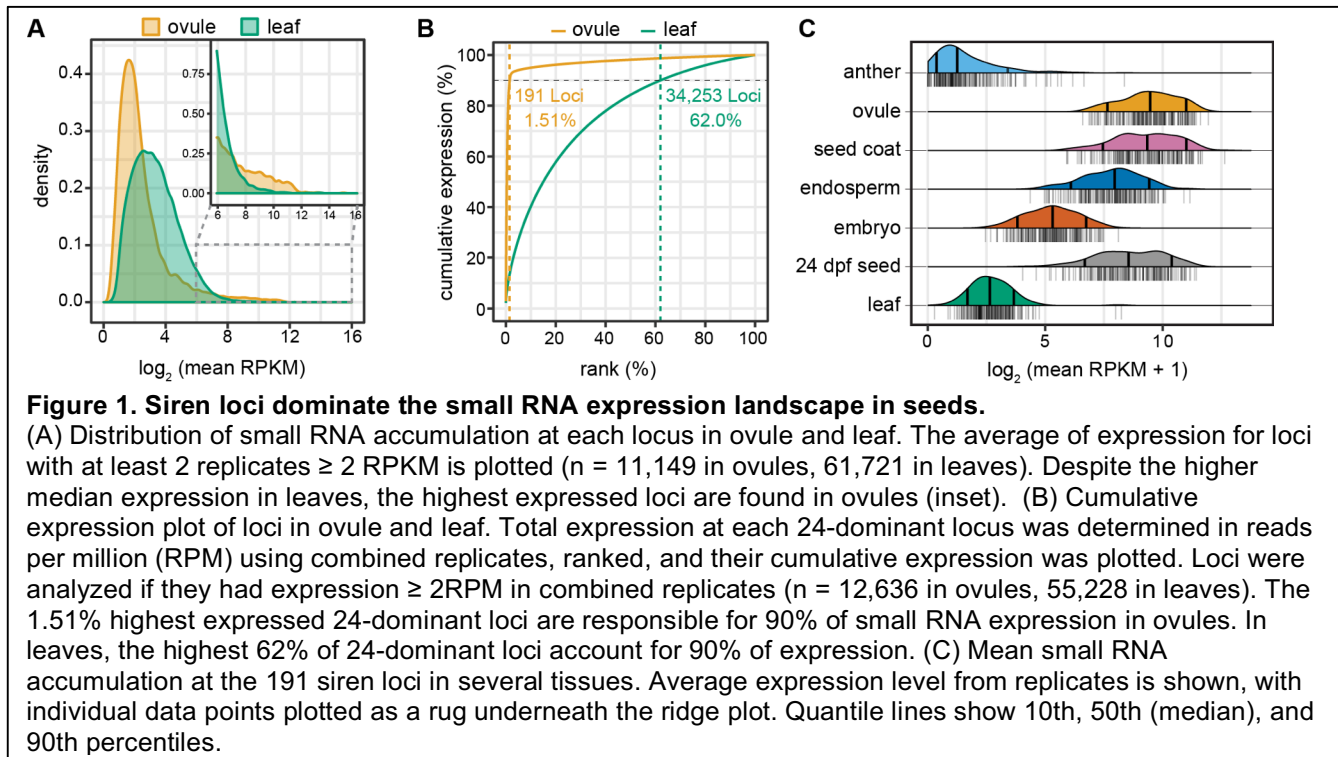 A
ovule
leaf
0.4
0.3
0.2
0.1
0.0
density
0
4
8
12
16
log2 (mean RPKM)
0.75
0.50
0.25
0.00
6
8
10
12
14
16
B
ovule
leaf
100
80
60
40
20
0
cumulative expression (%)
191 Loci
1.51%
34,253 Loci
62.0%
0
20
40
60
80
100
rank (%)
C
anther
ovule
seed coat
endosperm
embryo
24 dpf seed
leaf
0
5
10
log2 (mean RPKM + 1)
Figure 1. Siren loci dominate the small RNA expression landscape in seeds.
(A) Distribution of small RNA accumulation at each locus in ovule and leaf. The average of expression for loci
with at least 2 replicates ≥ 2 RPKM is plotted (n = 11,149 in ovules, 61,721 in leaves). Despite the higher
median expression in leaves, the highest expressed loci are found in ovules (inset). (B) Cumulative
expression plot of loci in ovule and leaf. Total expression at each 24-dominant locus was determined in reads
per million (RPM) using combined replicates, ranked, and their cumulative expression was plotted. Loci were
analyzed if they had expression ≥ 2RPM in combined replicates (n = 12,636 in ovules, 55,228 in leaves). The
1.51% highest expressed 24-dominant loci are responsible for 90% of small RNA expression in ovules. In
leaves, the highest 62% of 24-dominant loci account for 90% of expression. (C) Mean small RNA
accumulation at the 191 siren loci in several tissues. Average expression level from replicates is shown, with
individual data points plotted as a rug underneath the ridge plot. Quantile lines show 10th, 50th (median), and
90th percentiles.